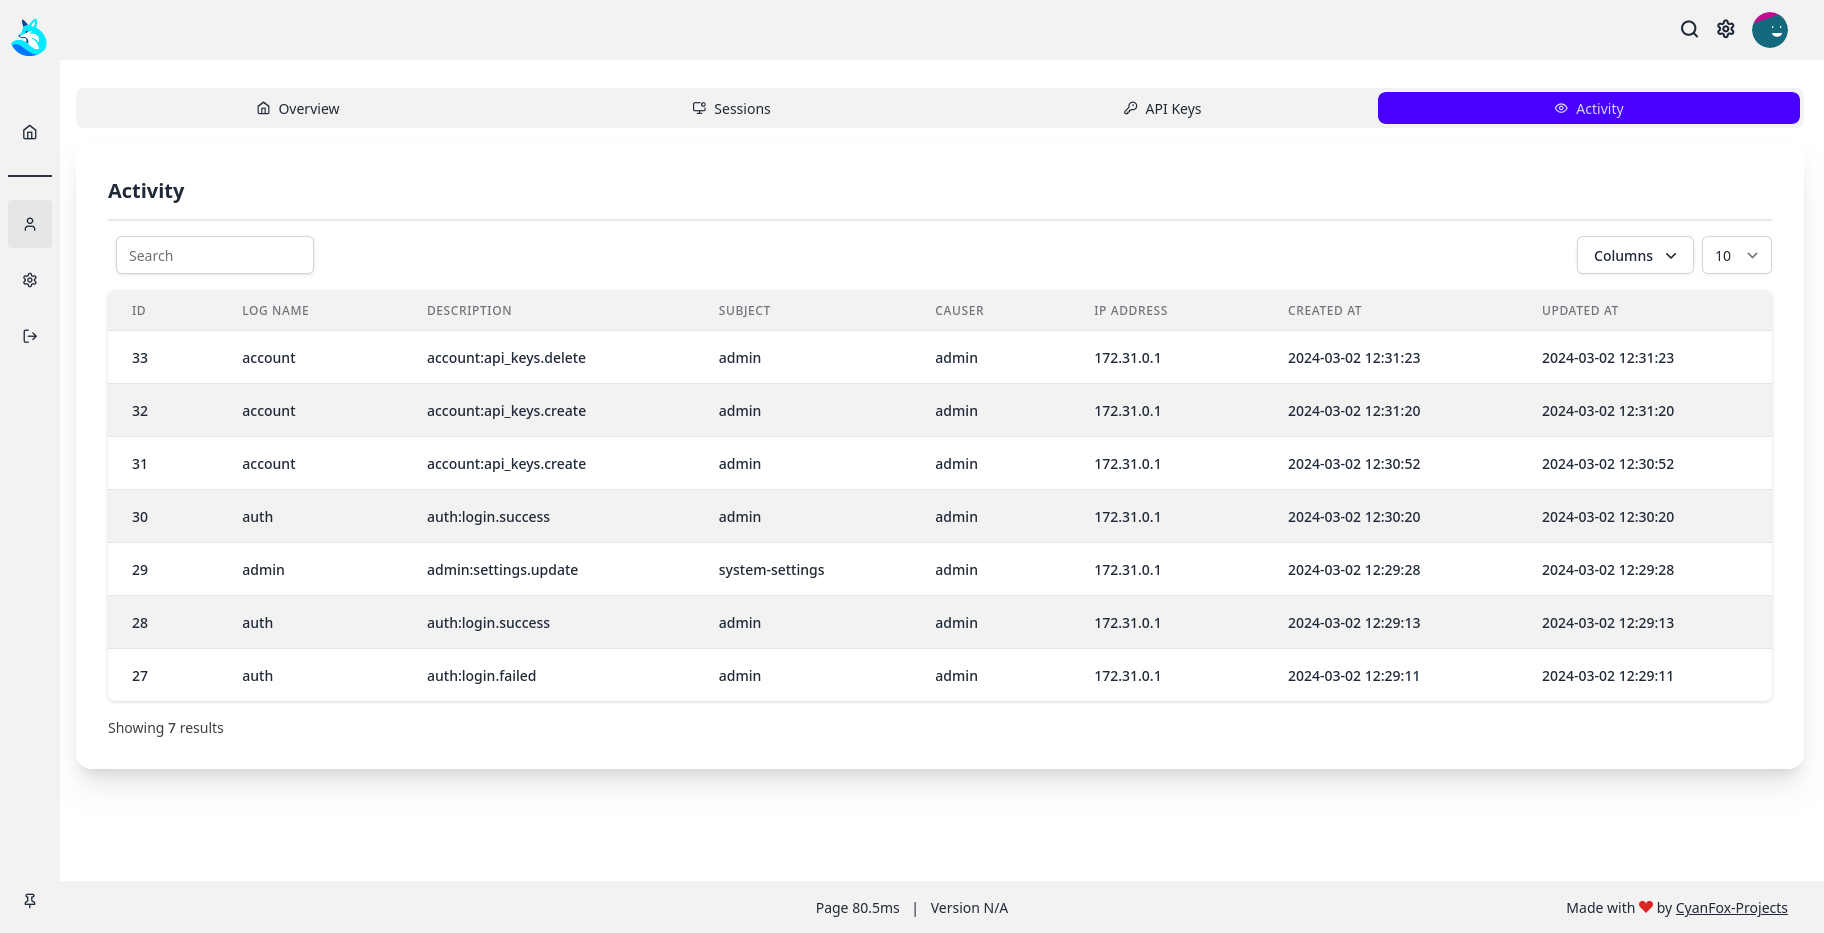 Overview Sessions API Keys Activity
Activity
Search Columns 10
ID LOG NAME DESCRIPTION SUBJECT CAUSER IP ADDRESS CREATED AT UPDATED AT
33 account account:api_keys.delete admin admin 172.31.0.1 2024-03-02 12:31:23 2024-03-02 12:31:23
32 account account:api_keys.create admin admin 172.31.0.1 2024-03-02 12:31:20 2024-03-02 12:31:20
31 account account:api_keys.create admin admin 172.31.0.1 2024-03-02 12:30:52 2024-03-02 12:30:52
30 auth auth:login.success admin admin 172.31.0.1 2024-03-02 12:30:20 2024-03-02 12:30:20
29 admin admin:settings.update system-settings admin 172.31.0.1 2024-03-02 12:29:28 2024-03-02 12:29:28
28 auth auth:login.success admin admin 172.31.0.1 2024-03-02 12:29:13 2024-03-02 12:29:13
27 auth auth:login.failed admin admin 172.31.0.1 2024-03-02 12:29:11 2024-03-02 12:29:11
Showing 7 results
Page 80.5ms | Version N/A Made with ❤ by CyanFox-Projects